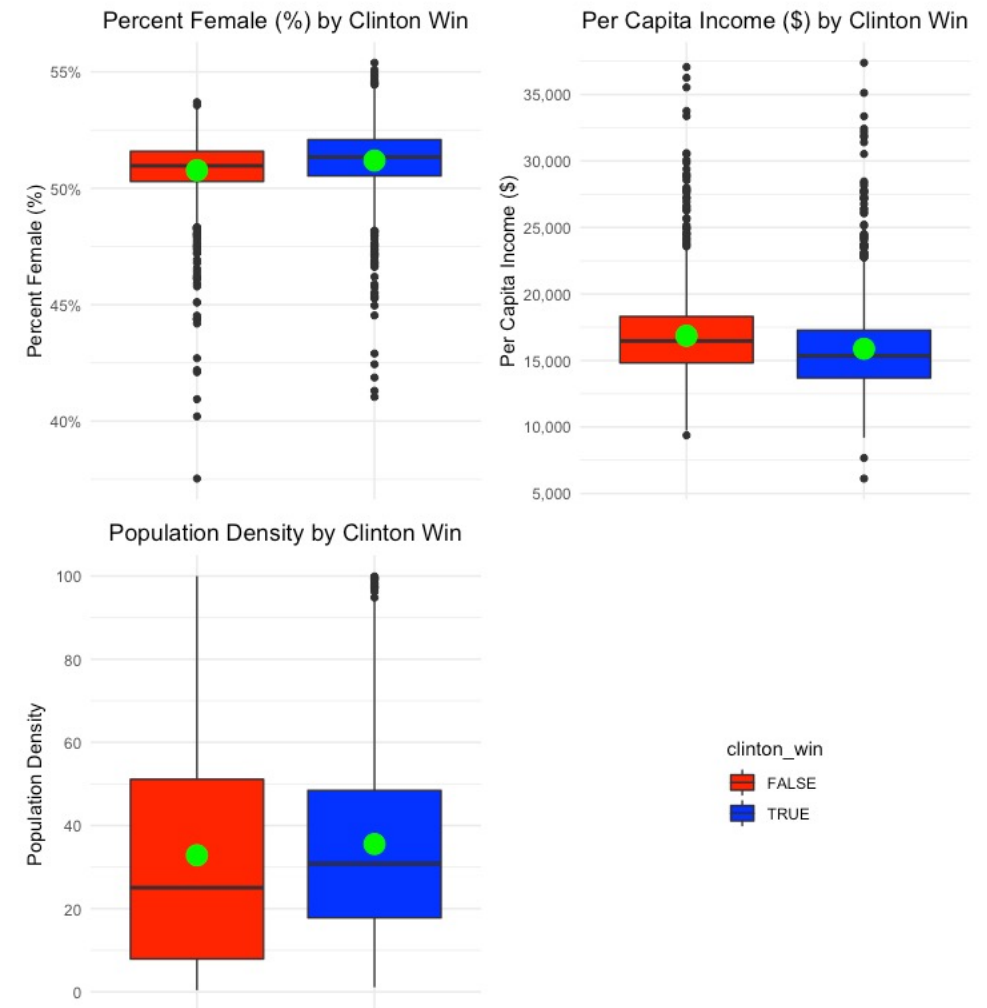 Percent Female (%) by Clinton Win
Percent Female (%)
55%
50%
45%
40%
Per Capita Income ($) by Clinton Win
Per Capita Income ($)
35,000
30,000
25,000
20,000
15,000
10,000
5,000
Population Density by Clinton Win
Population Density
100
80
60
40
20
0
clinton_win
FALSE
TRUE